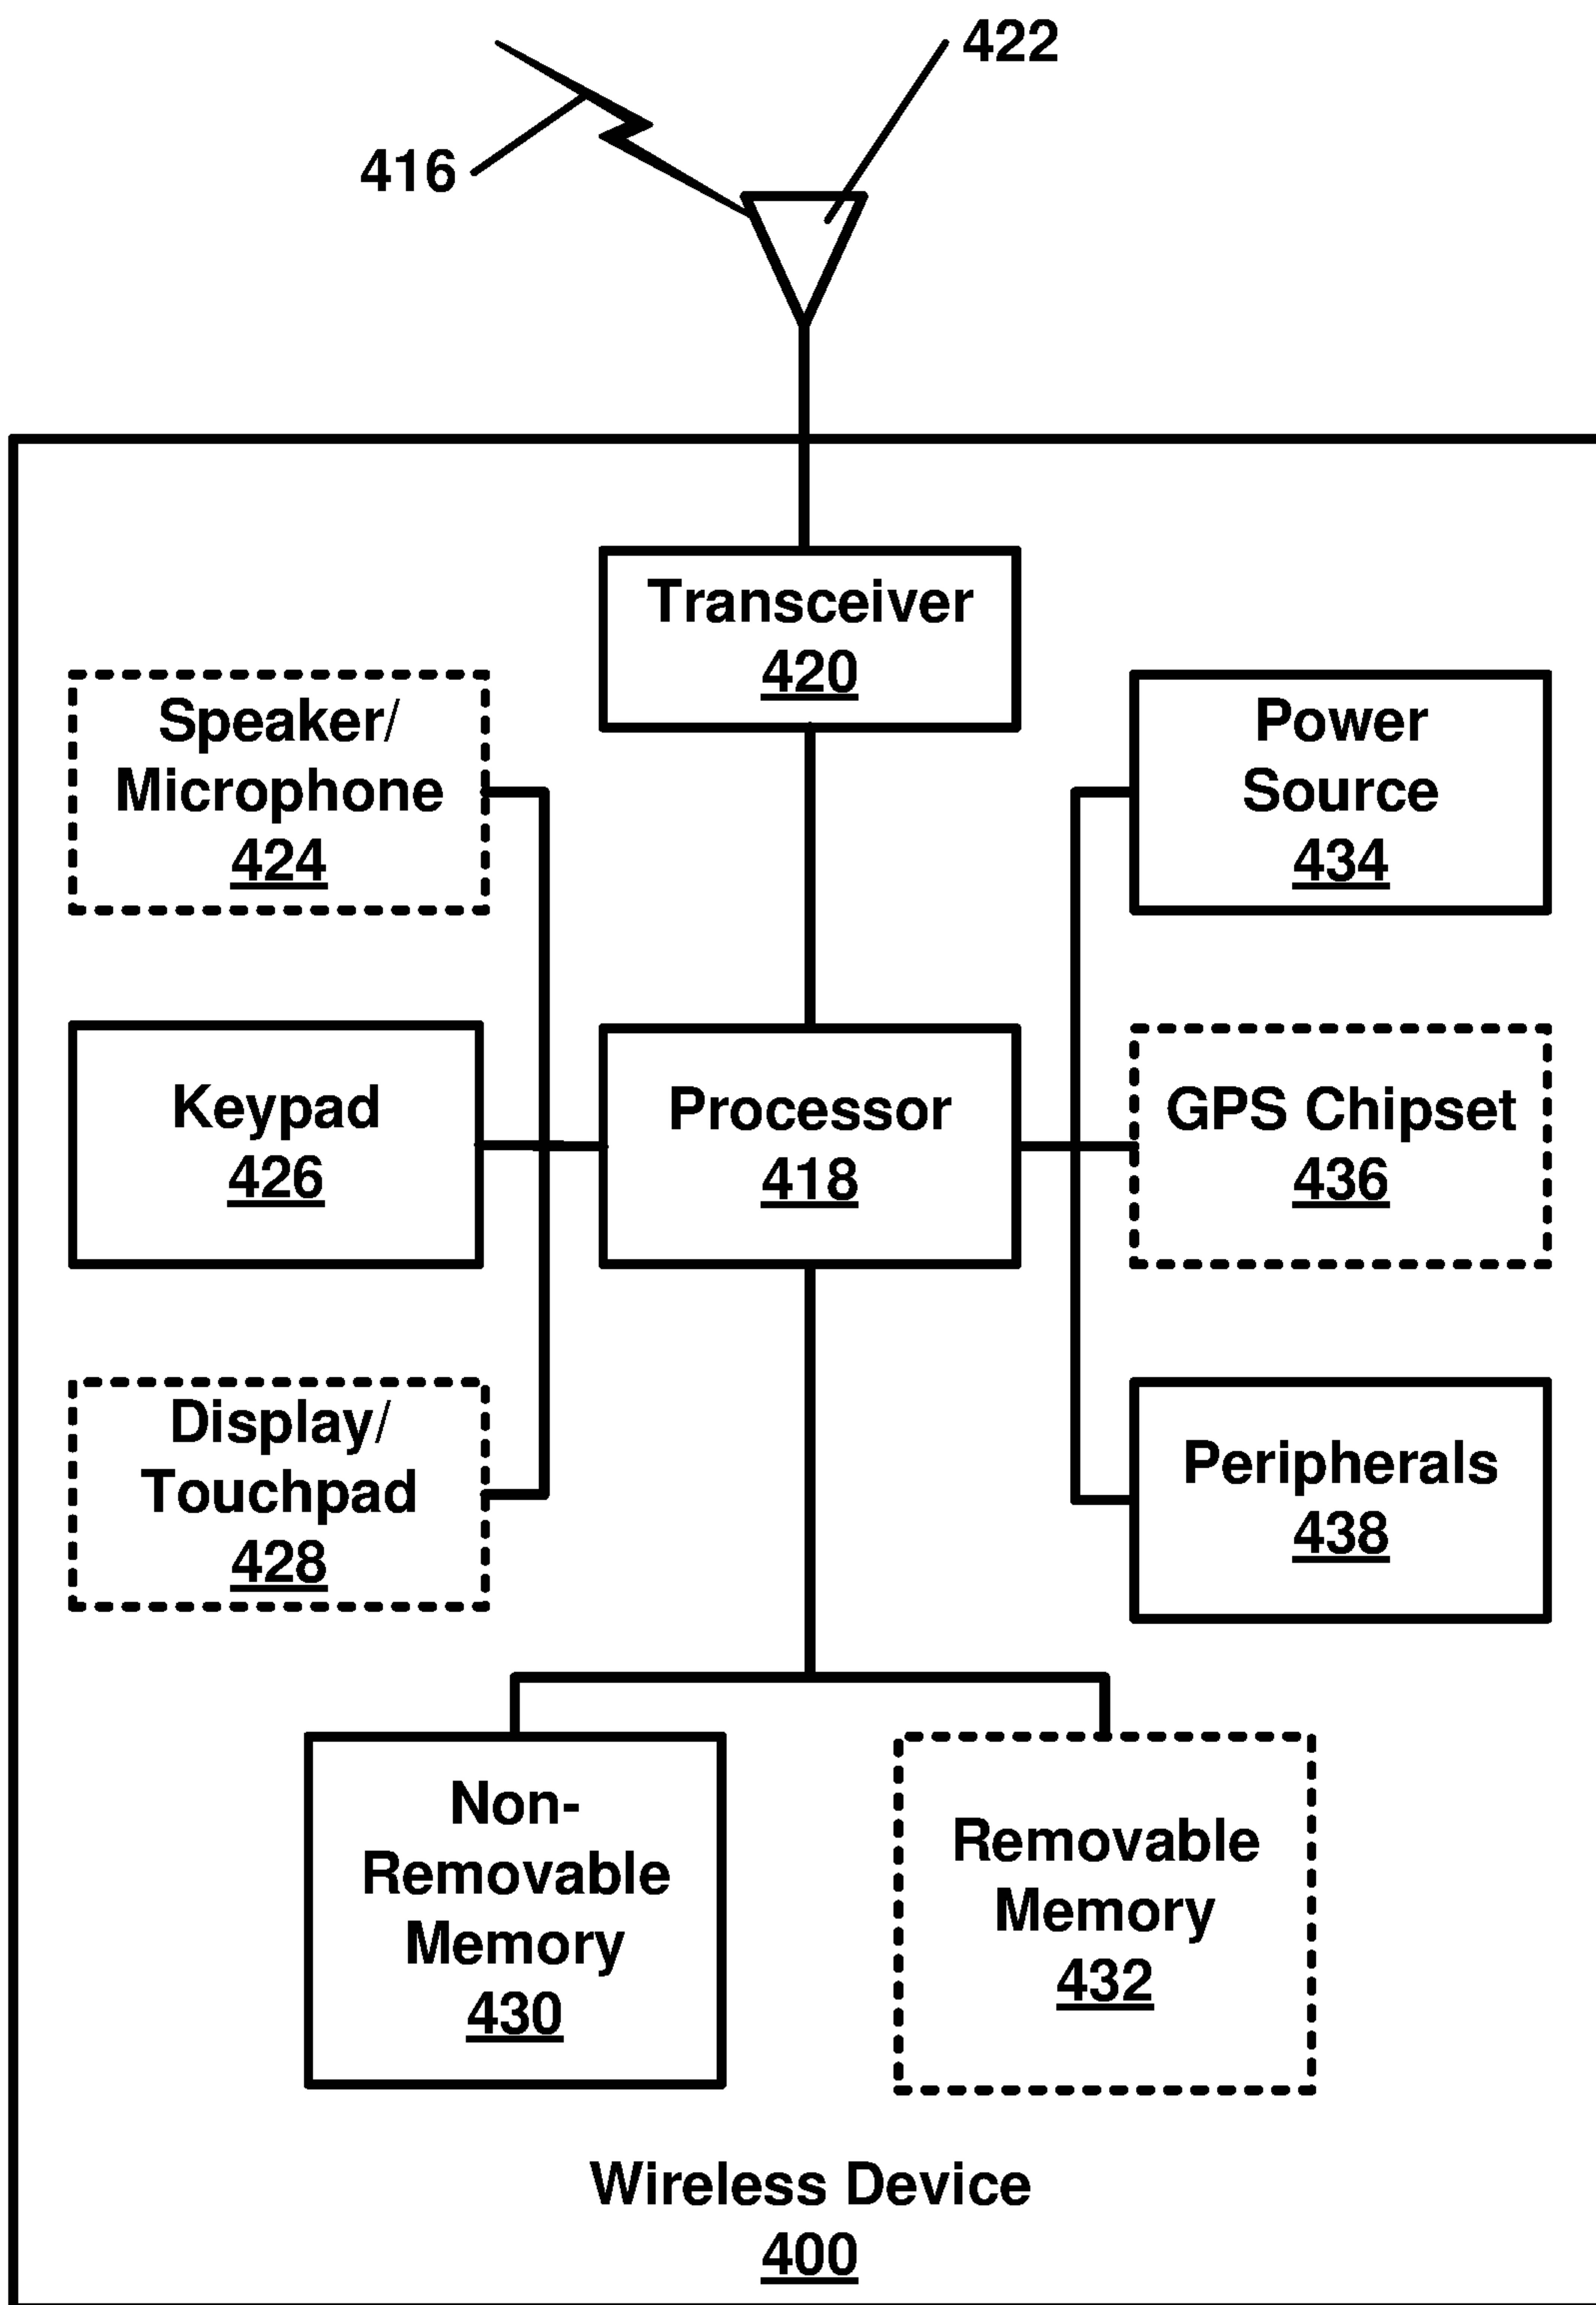 422
416
Transceiver
420
Speaker/
Microphone
424
Power
Source
434
Keypad
426
Processor
418
GPS Chipset
436
Display/
Touchpad
428
Peripherals
438
Non-
Removable
Memory
430
Removable
Memory
432
Wireless Device
400